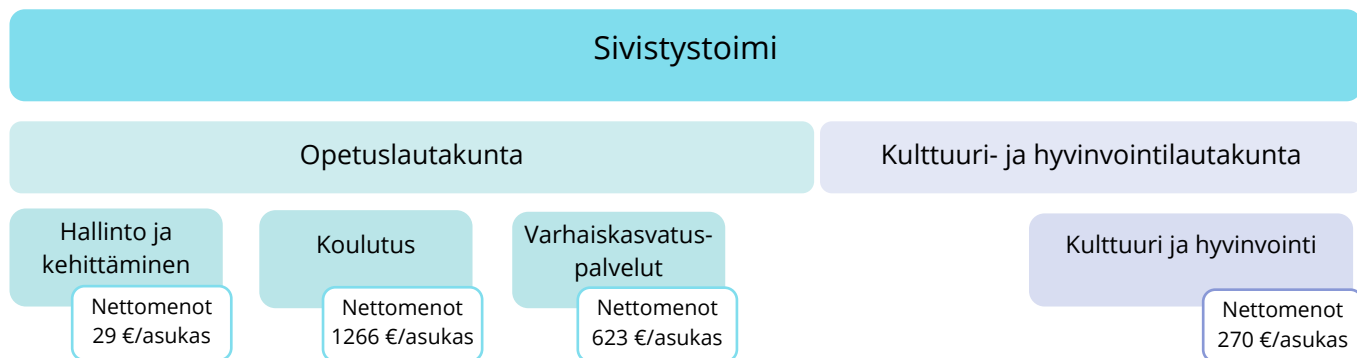 Sivistystoimi
Opetuslautakunta
Kulttuuri- ja hyvinvointilautakunta
Hallinto ja
kehittäminen
Nettomenot
29 €/asukas
Koulutus
Nettomenot
1266 €/asukas
Varhaiskasvatus-
palvelut
Nettomenot
623 €/asukas
Kulttuuri ja hyvinvointi
Nettomenot
270 €/asukas